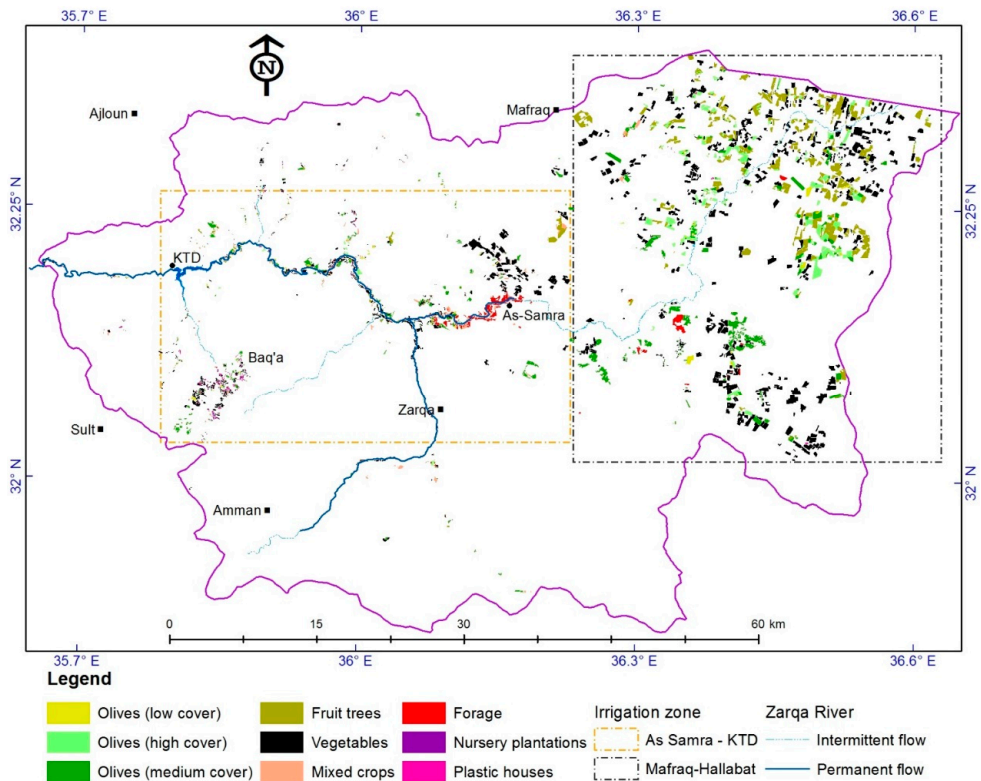 35.7° E 36° E 36.3° E 36.6° E
N
Ajloun
Mafraq
32.25° N
32.25° N
KTD
As-Samra
Baq'a
Zarqa
Sult
32° N
32° N
Amman
0 15 30 60 km
35.7° E 36° E 36.3° E 36.6° E
Legend
Olives (low cover)
Olives (high cover)
Olives (medium cover)
Fruit trees
Vegetables
Mixed crops
Forage
Nursery plantations
Plastic houses
Irrigation zone
As Samra - KTD
Mafraq-Hallabat
Zarqa River
Intermittent flow
Permanent flow